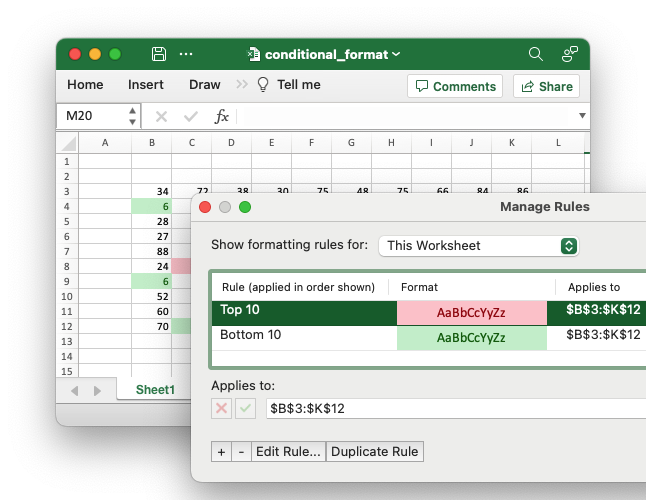 conditional_format
Home Insert Draw Tell me Comments Share
M20 fx
A B C D E F G H I J K L
1
2
3 34 72 38 30 75 48 75 66 84 86
4 6
5 28
6 27
7 88
8 24
9 6
10 52
11 60
12 70
13
14
15
Sheet1
Manage Rules
Show formatting rules for: This Worksheet
Rule (applied in order shown) Format Applies to
Top 10 AaBbCcYyZz $B$3:$K$12
Bottom 10 AaBbCcYyZz $B$3:$K$12
Applies to:
$B$3:$K$12
+ - Edit Rule... Duplicate Rule